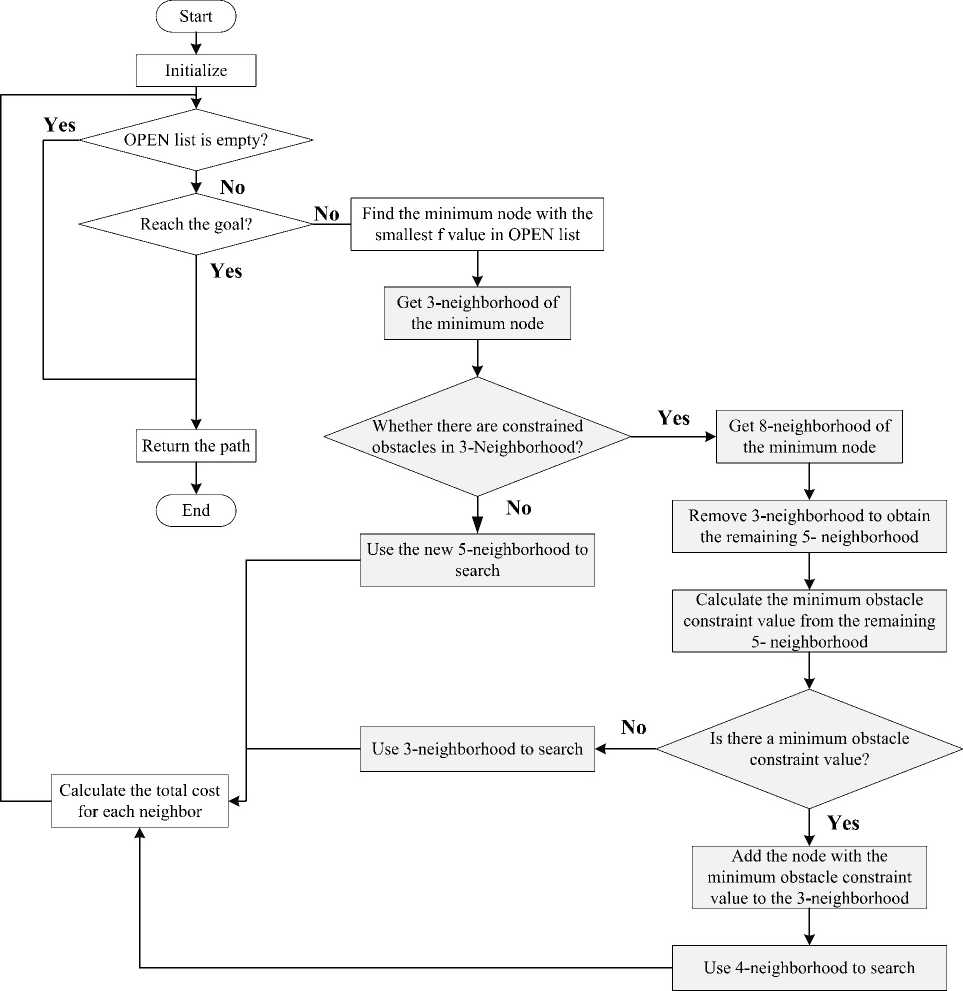 Start
Initialize
Yes
OPEN list is empty?
No
Reach the goal?
No
Find the minimum node with the
smallest f value in OPEN list
Yes
Get 3-neighborhood of
the minimum node
Whether there are constrained
obstacles in 3-Neighborhood?
Yes
Get 8-neighborhood of
the minimum node
Return the path
End
No
Remove 3-neighborhood to obtain
the remaining 5- neighborhood
Use the new 5-neighborhood to
search
Calculate the minimum obstacle
constraint value from the remaining
5- neighborhood
No
Use 3-neighborhood to search
Is there a minimum obstacle
constraint value?
Calculate the total cost
for each neighbor
Yes
Add the node with the
minimum obstacle constraint
value to the 3-neighborhood
Use 4-neighborhood to search